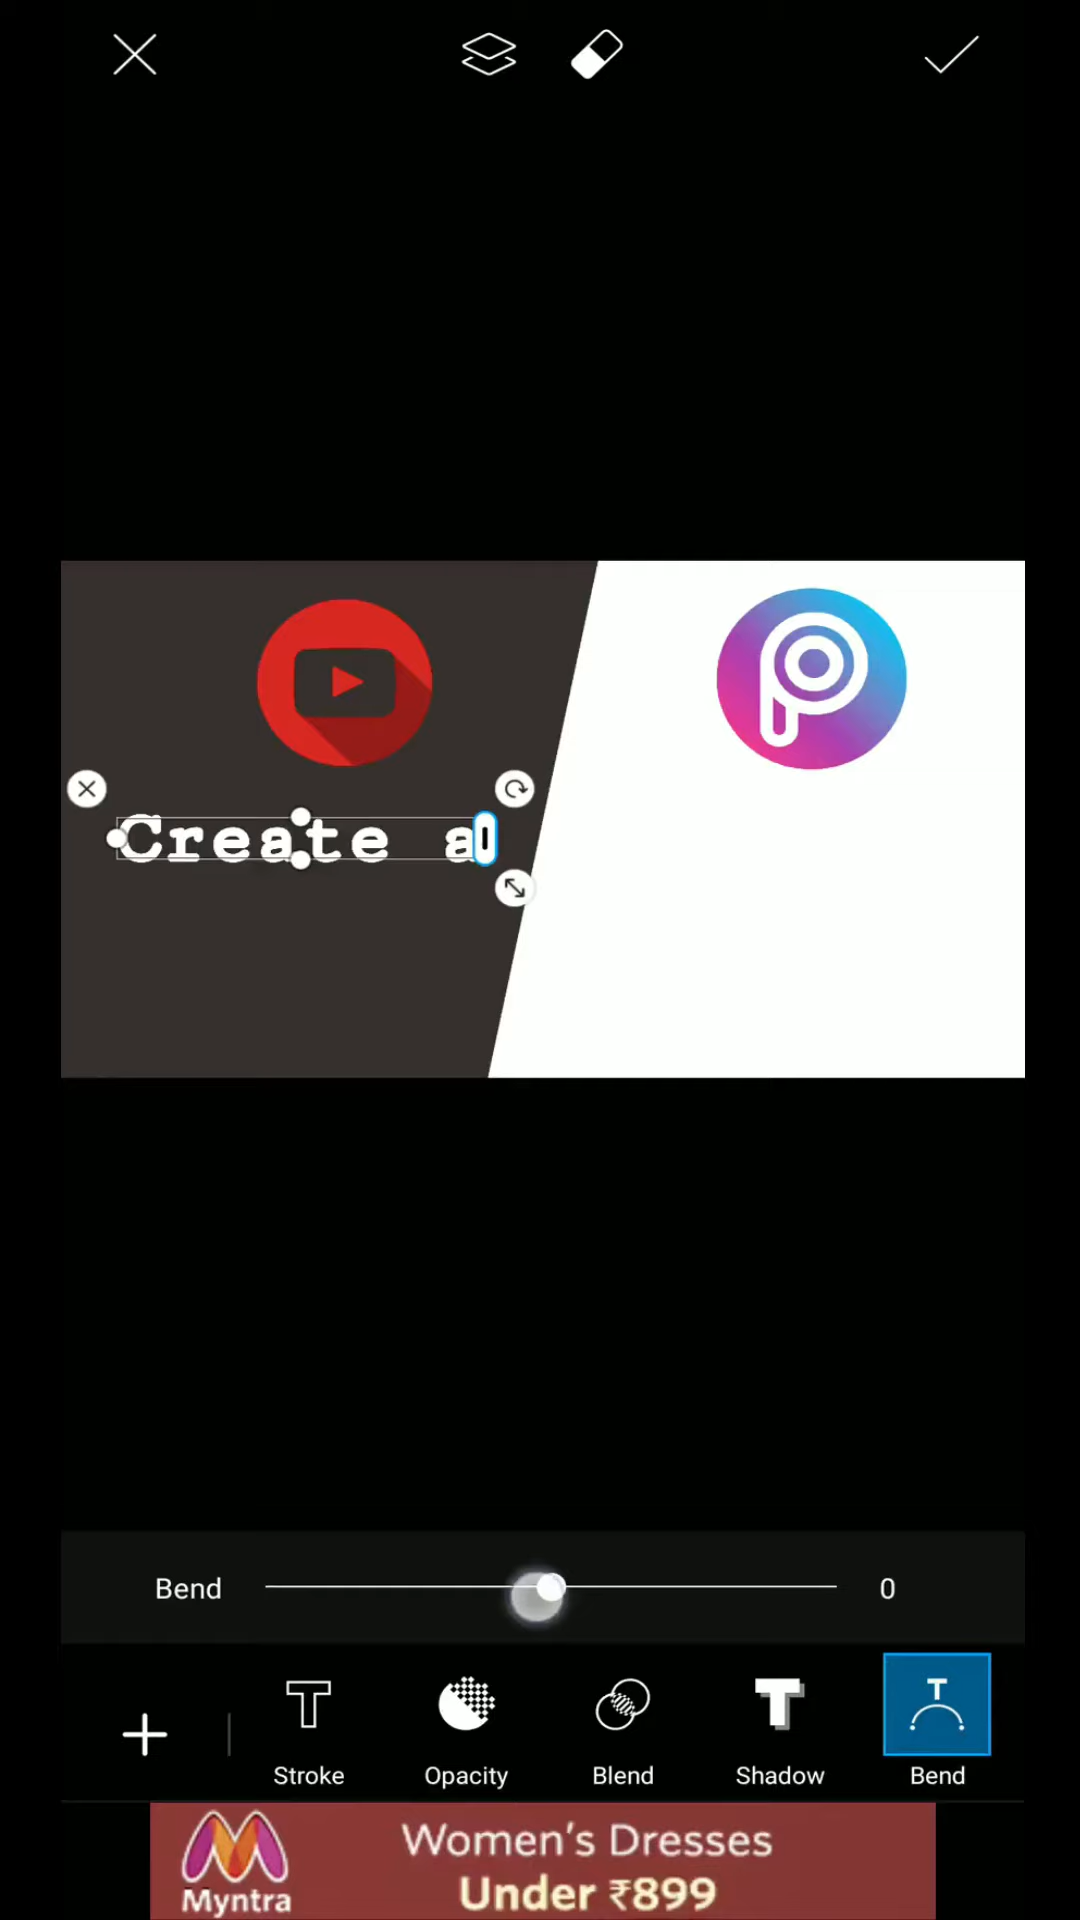 Create a
Bend 0
Stroke Opacity Blend Shadow Bend
Women's Dresses
Under ₹899
Myntra